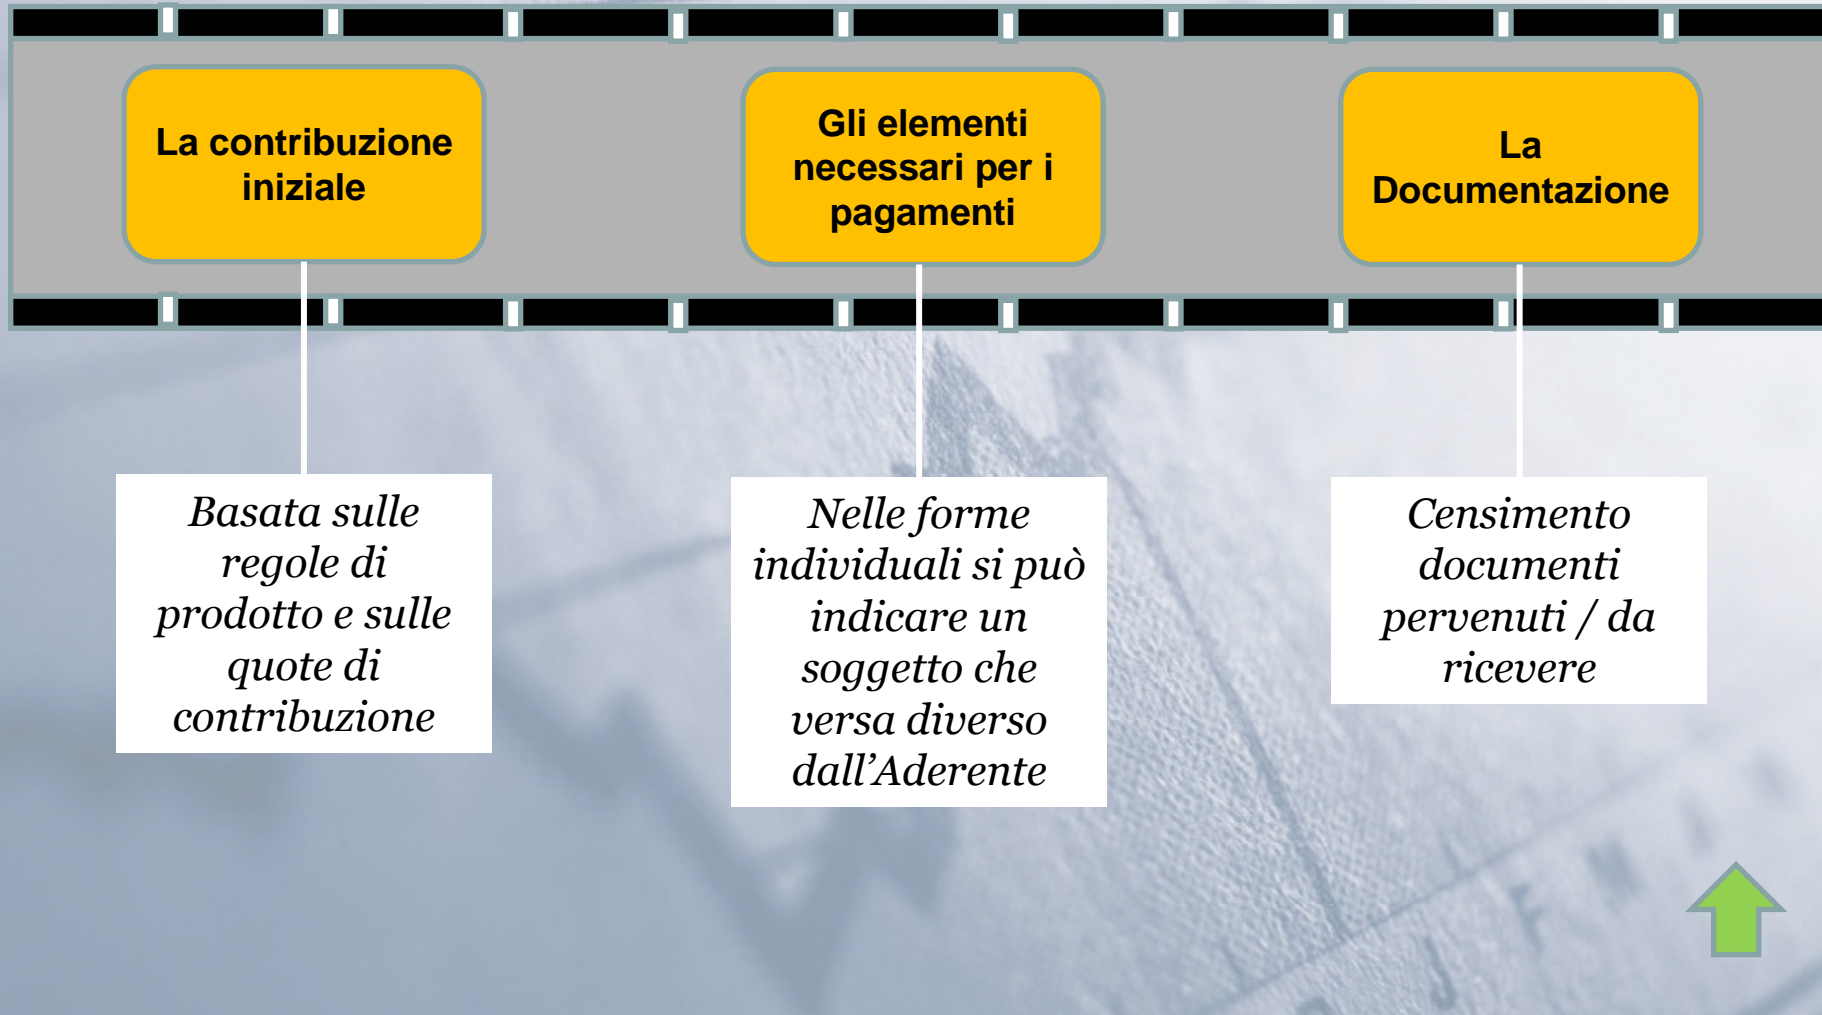 La contribuzione
iniziale
Gli elementi
necessari per i
pagamenti
La
Documentazione
Basata sulle
regole di
prodotto e sulle
quote di
contribuzione
Nelle forme
individuali si può
indicare un
soggetto che
versa diverso
dall’Aderente
Censimento
documenti
pervenuti / da
ricevere